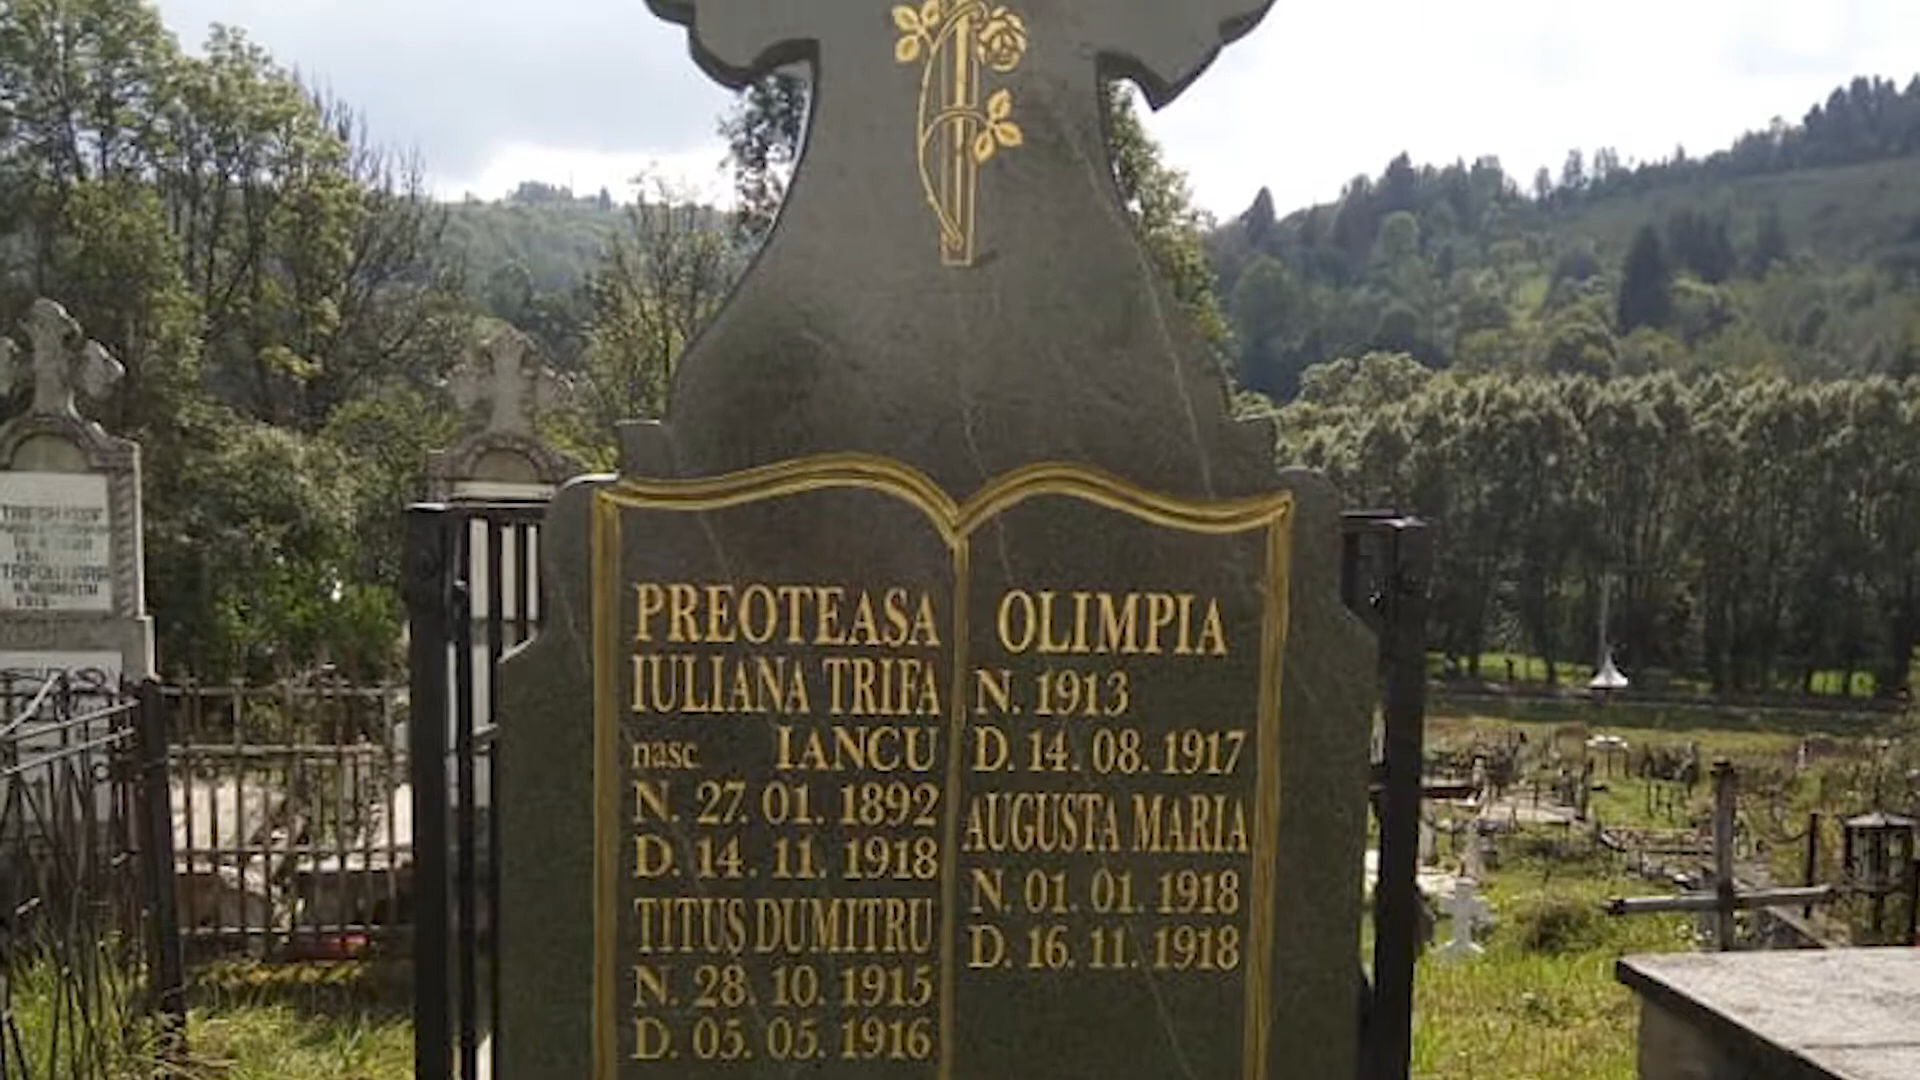 PREOTEASA
IULIANA TRIFA
nasc. IANCU
N. 27. 01. 1892
D. 14. 11. 1918
TITUȘ DUMITRU
N. 28. 10. 1915
D. 05. 05. 1916
OLIMPIA
N. 1913
D. 14. 08. 1917
AUGUSTA MARIA
N. 01. 01. 1918
D. 16. 11. 1918